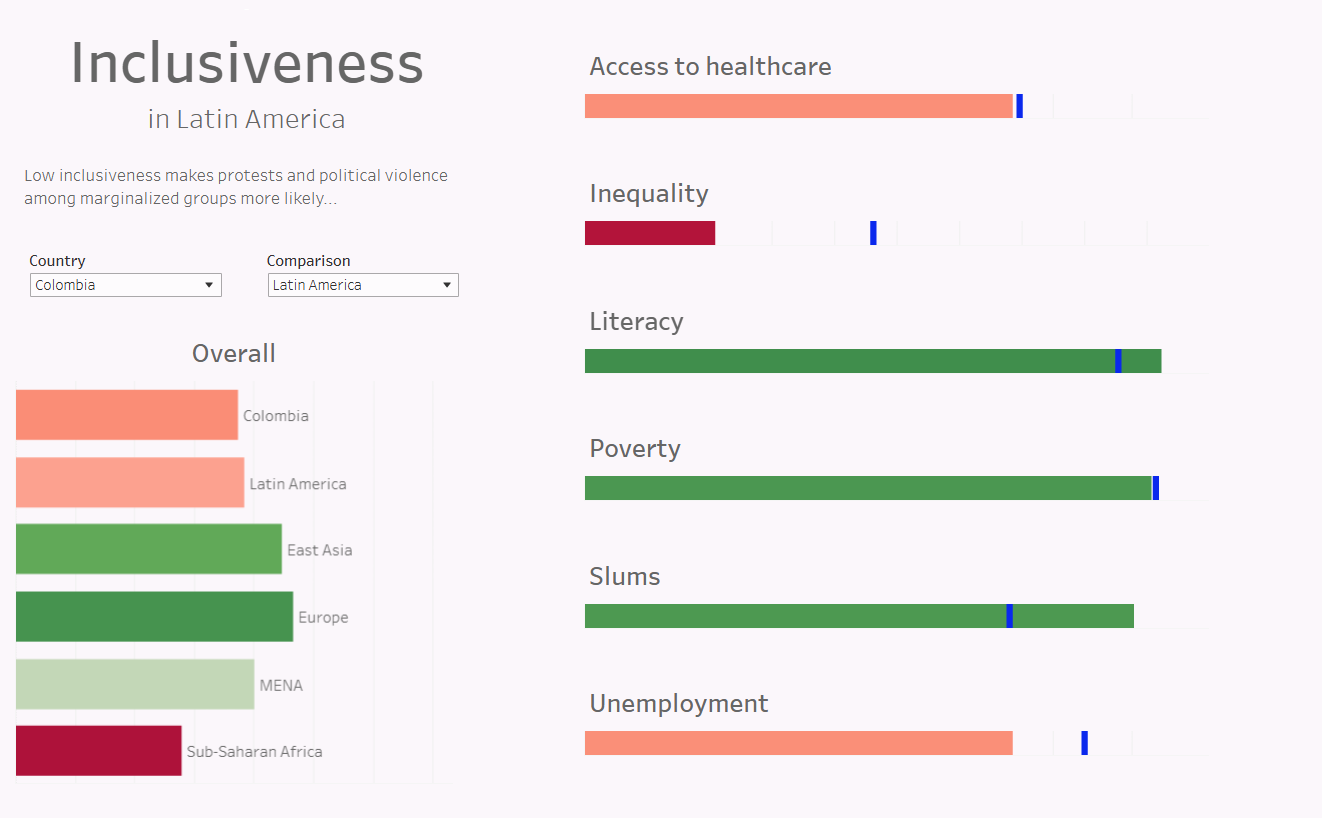 Inclusiveness
in Latin America
Low inclusiveness makes protests and political violence
among marginalized groups more likely...
Country
Comparison
Colombia
Latin America
Overall
Colombia
Latin America
East Asia
Europe
MENA
Sub-Saharan Africa
Access to healthcare
Inequality
Literacy
Poverty
Slums
Unemployment